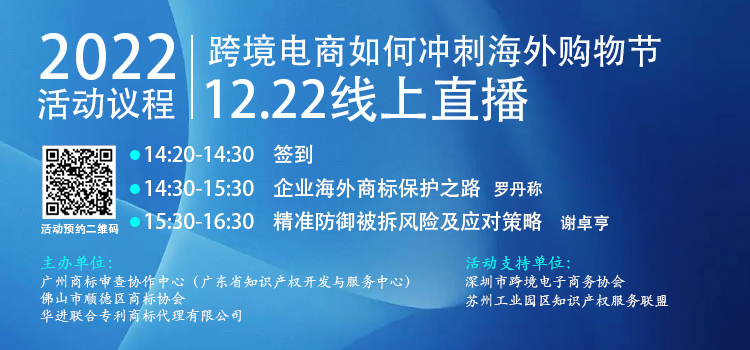 2022
活动议程
跨境电商如何冲刺海外购物节
12.22线上直播
14:20-14:30 签到
14:30-15:30 企业海外商标保护之路 罗丹称
15:30-16:30 精准防御被拆风险及应对策略 谢卓亨
活动预约二维码
主办单位：
广州商标审查协作中心（广东省知识产权开发与服务中心）
佛山市顺德区商标协会
华进联合专利商标代理有限公司
活动支持单位：
深圳市跨境电子商务协会
苏州工业园区知识产权服务联盟